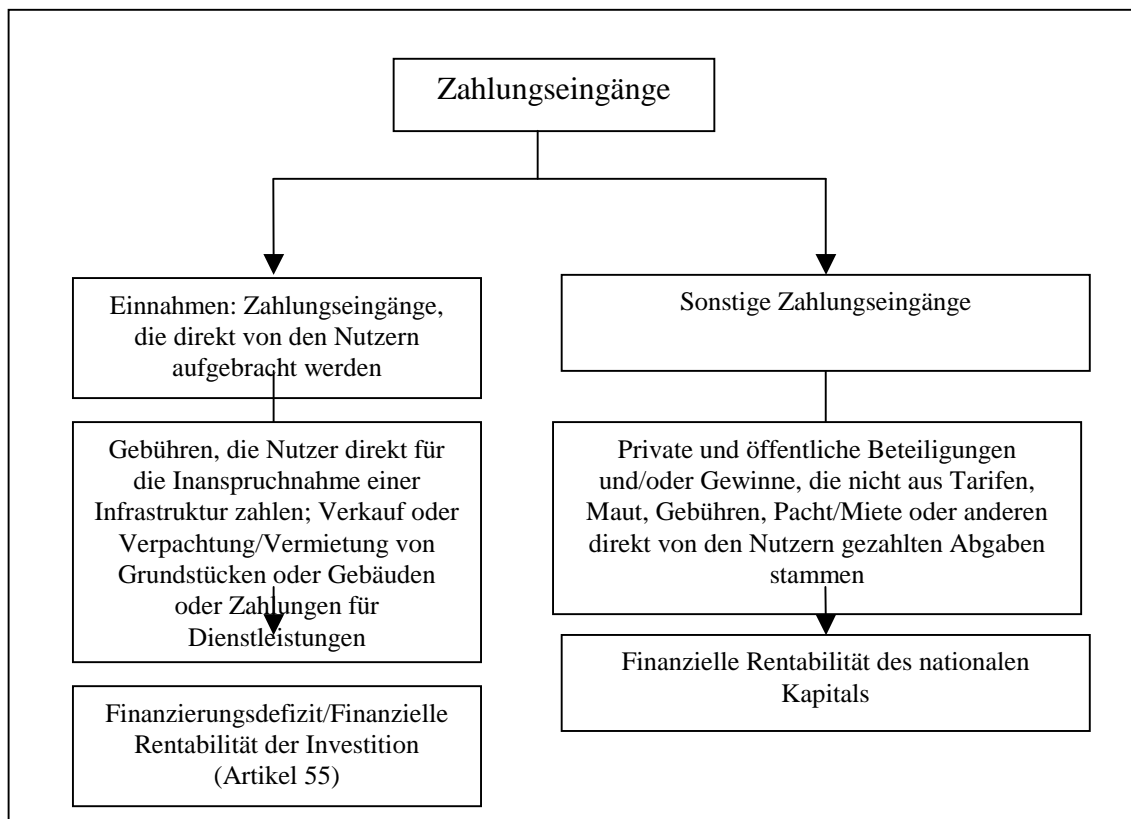 Zahlungseingänge
Einnahmen: Zahlungseingänge,
die direkt von den Nutzern
aufgebracht werden
Gebühren, die Nutzer direkt für
die Inanspruchnahme einer
Infrastruktur zahlen; Verkauf oder
Verpachtung/Vermietung von
Grundstücken oder Gebäuden
oder Zahlungen für
Dienstleistungen
Finanzierungsdefizit/Finanzielle
Rentabilität der Investition
(Artikel 55)
Sonstige Zahlungseingänge
Private und öffentliche Beteiligungen
und/oder Gewinne, die nicht aus Tarifen,
Maut, Gebühren, Pacht/Miete oder anderen
direkt von den Nutzern gezahlten Abgaben
stammen
Finanzielle Rentabilität des nationalen
Kapitals